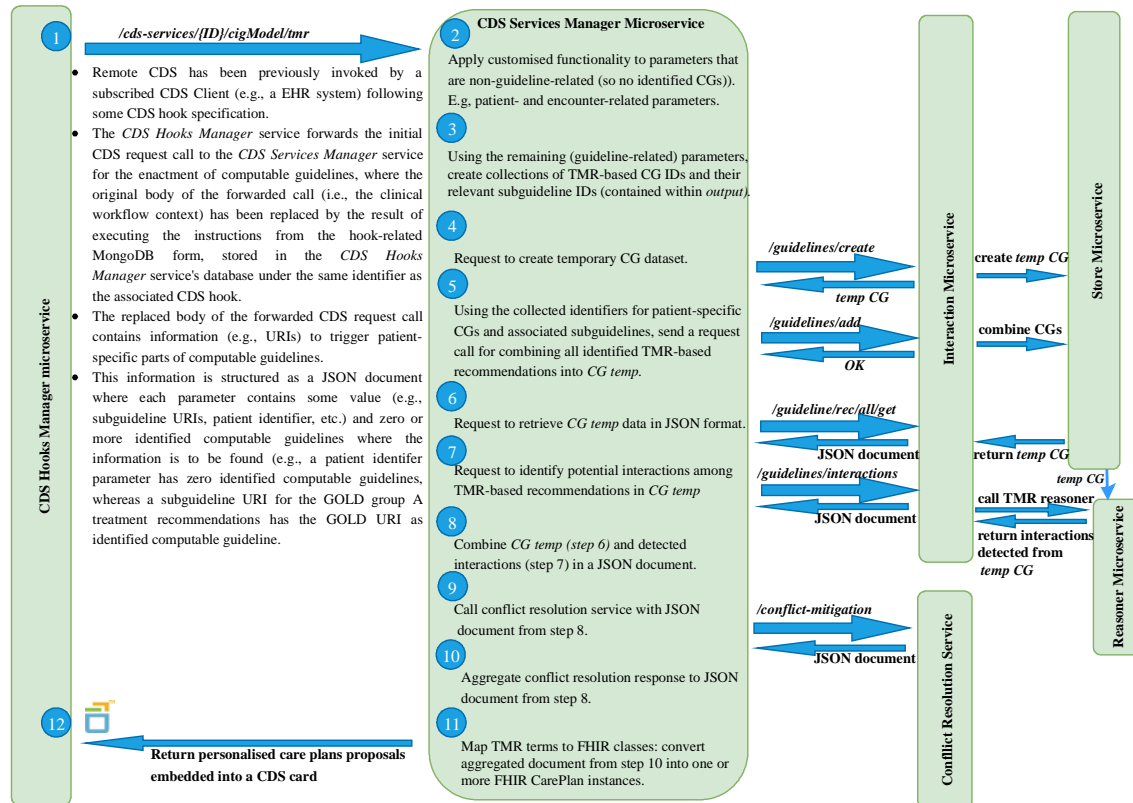 CDS Hooks Manager microservice
1
/cds-services/{ID}/cigModel/tmr
• Remote CDS has been previously invoked by a
subscribed CDS Client (e.g., a EHR system) following
some CDS hook specification.
• The CDS Hooks Manager service forwards the initial
CDS request call to the CDS Services Manager service
for the enactment of computable guidelines, where the
original body of the forwarded call (i.e., the clinical
workflow context) has been replaced by the result of
executing the instructions from the hook-related
MongoDB form, stored in the CDS Hooks
Manager service's database under the same identifier as
the associated CDS hook.
• The replaced body of the forwarded CDS request call
contains information (e.g., URIs) to trigger patient-
specific parts of computable guidelines.
• This information is structured as a JSON document
where each parameter contains some value (e.g.,
subguideline URIs, patient identifier, etc.) and zero or
more identified computable guidelines where the
information is to be found (e.g., a patient identifer
parameter has zero identified computable guidelines,
whereas a subguideline URI for the GOLD group A
treatment recommendations has the GOLD URI as
identified computable guideline.
12
Return personalised care plans proposals
embedded into a CDS card
CDS Services Manager Microservice
2
Apply customised functionality to parameters that
are non-guideline-related (so no identified CGs)).
E.g, patient- and encounter-related parameters.
3
Using the remaining (guideline-related) parameters,
create collections of TMR-based CG IDs and their
relevant subguideline IDs (contained within output).
4
Request to create temporary CG dataset.
5
Using the collected identifiers for patient-specific
CGs and associated subguidelines, send a request
call for combining all identified TMR-based
recommendations into CG temp.
6
Request to retrieve CG temp data in JSON format.
7
Request to identify potential interactions among
TMR-based recommendations in CG temp
8
Combine CG temp (step 6) and detected
interactions (step 7) in a JSON document.
9
Call conflict resolution service with JSON
document from step 8.
10
Aggregate conflict resolution response to JSON
document from step 8.
11
Map TMR terms to FHIR classes: convert
aggregated document from step 10 into one or
more FHIR CarePlan instances.
/guidelines/create
temp CG
/guidelines/add
OK
/guideline/rec/all/get
JSON document
/guidelines/interactions
JSON document
/conflict-mitigation
JSON document
Interaction Microservice
Confllict Resolution Service
create temp CG
combine CGs
return temp CG
temp CG
call TMR reasoner
return interactions
detected from
temp CG
Store Microservice
Reasoner Microservice